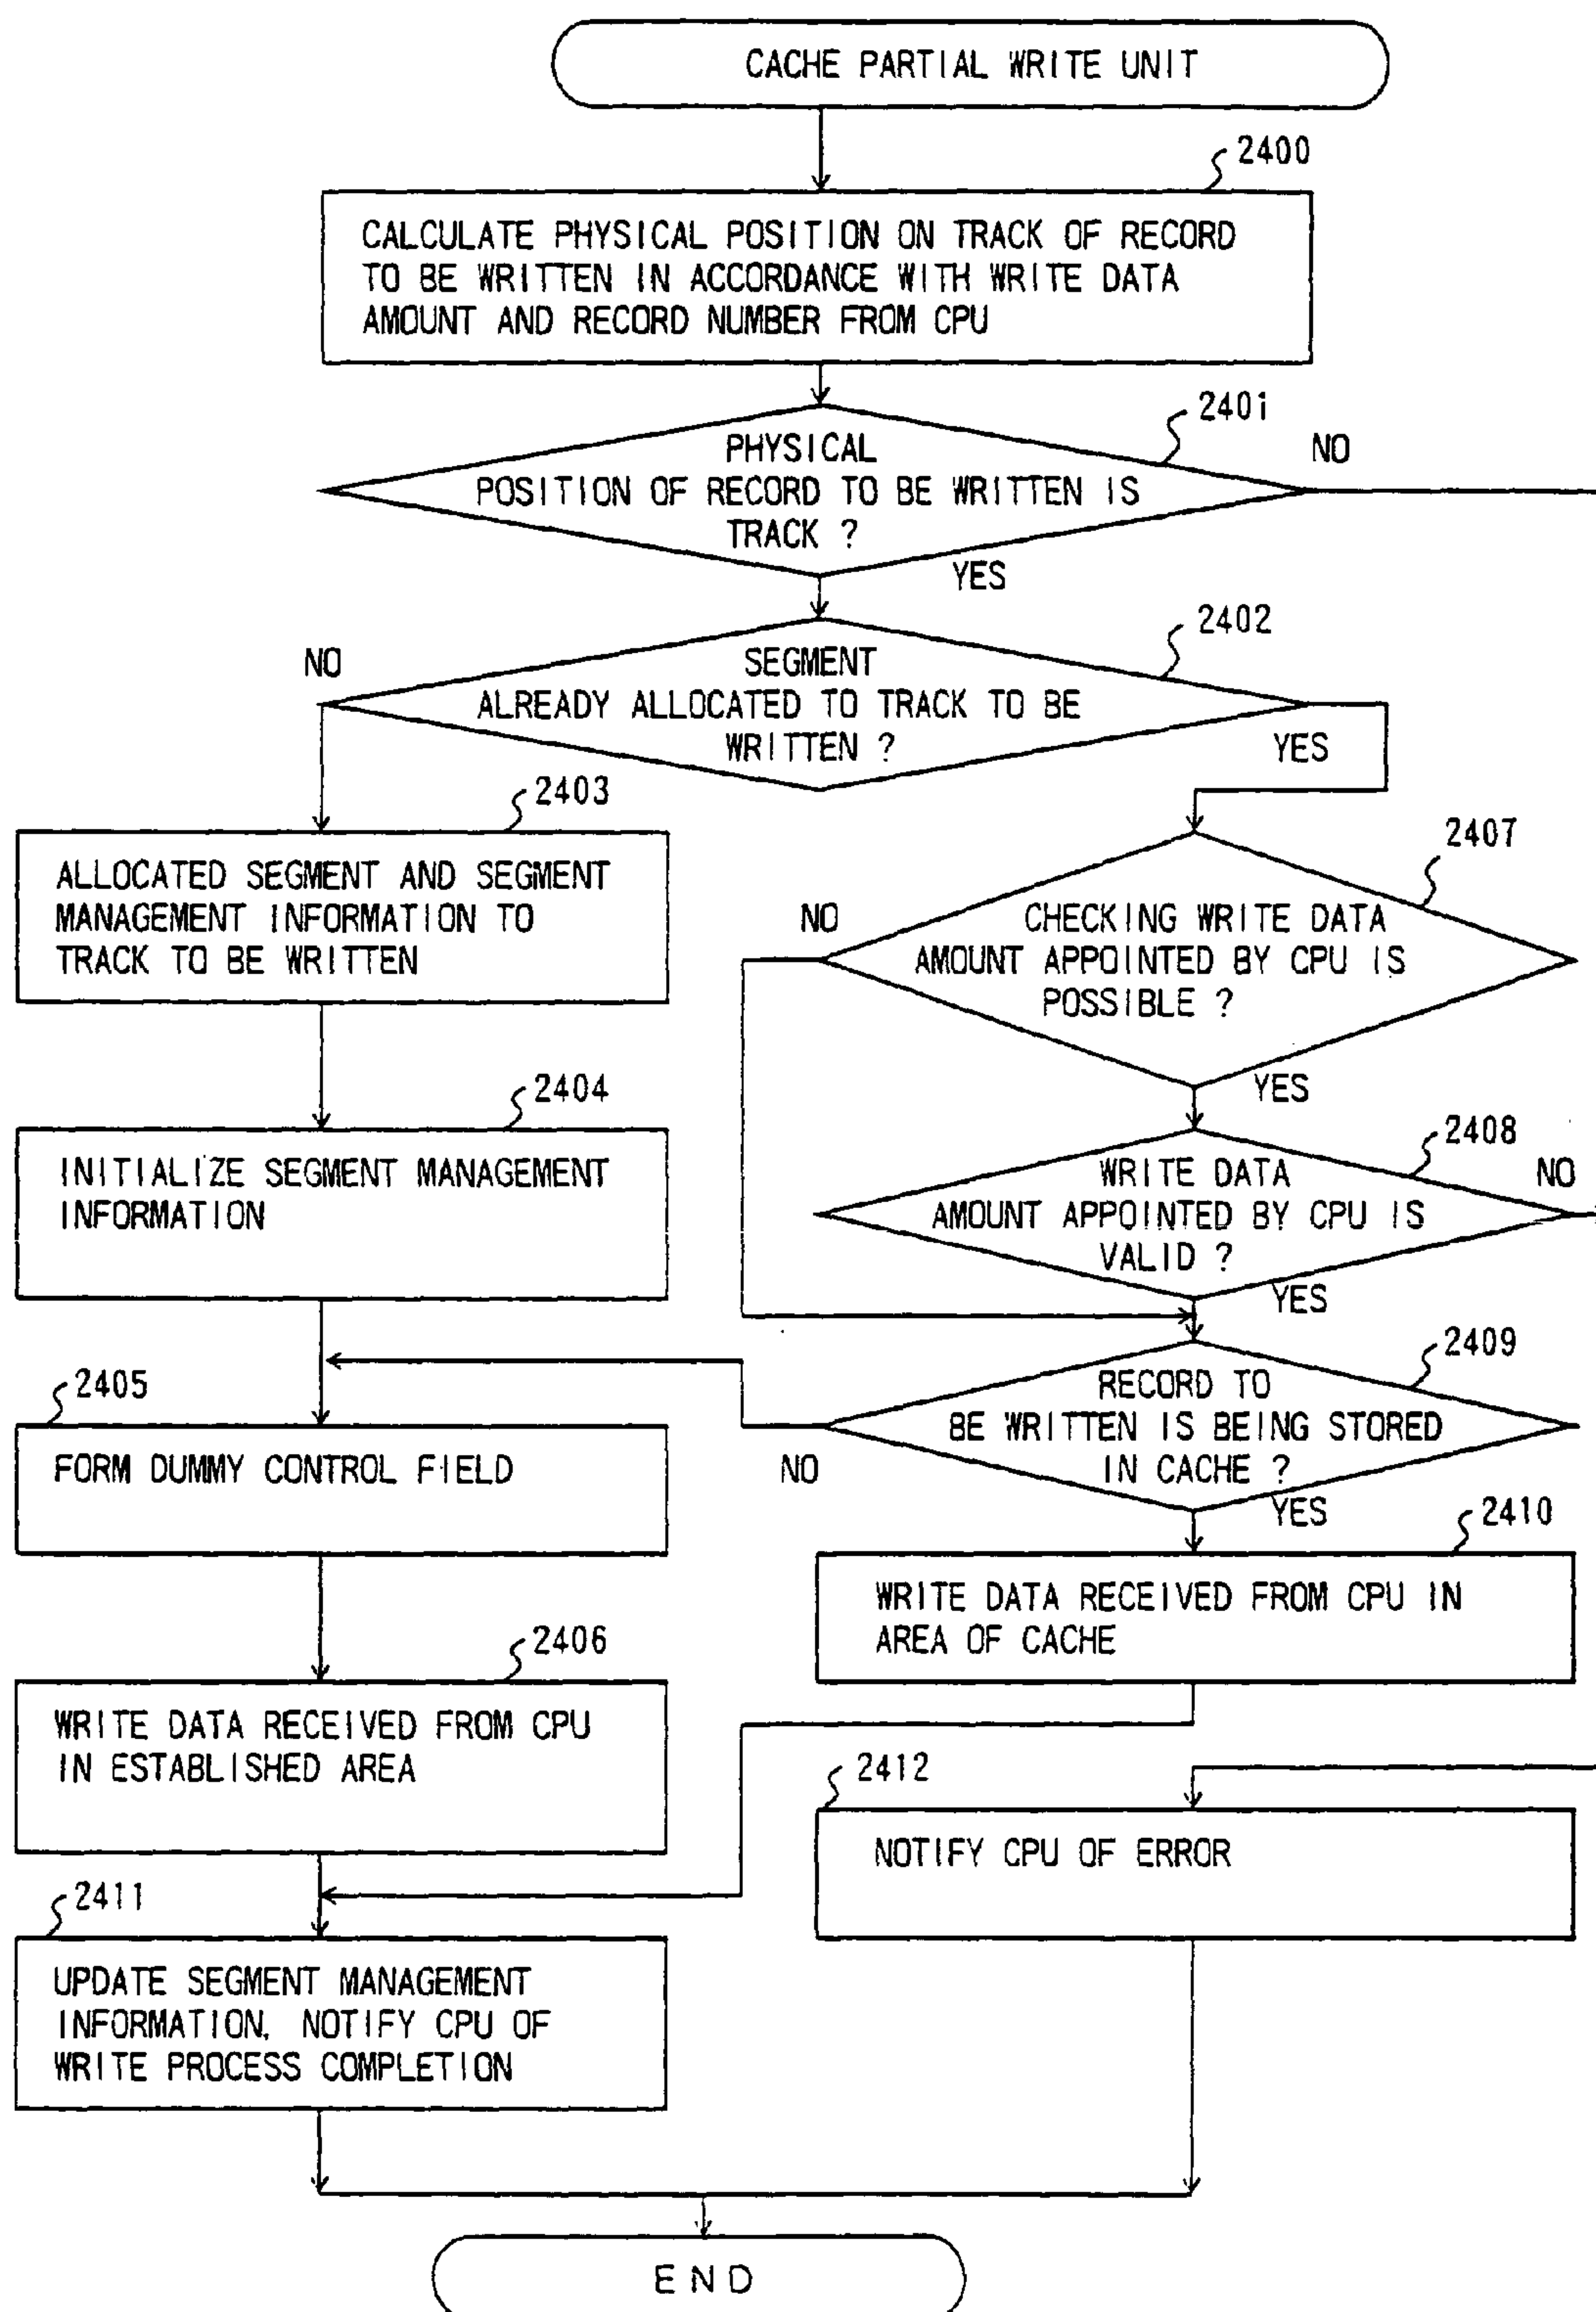 CACHE PARTIAL WRITE UNIT
2400
CALCULATE PHYSICAL POSITION ON TRACK OF RECORD
TO BE WRITTEN IN ACCORDANCE WITH WRITE DATA
AMOUNT AND RECORD NUMBER FROM CPU
2401
NO
PHYSICAL
POSITION OF RECORD TO BE WRITTEN IS
TRACK ?
YES
2402
NO
SEGMENT
ALREADY ALLOCATED TO TRACK TO BE
WRITTEN ?
YES
2403
ALLOCATED SEGMENT AND SEGMENT
MANAGEMENT INFORMATION TO
TRACK TO BE WRITTEN
2407
NO
CHECKING WRITE DATA
AMOUNT APPOINTED BY CPU IS
POSSIBLE ?
YES
2404
INITIALIZE SEGMENT MANAGEMENT
INFORMATION
2408
NO
WRITE DATA
AMOUNT APPOINTED BY CPU IS
VALID ?
YES
2409
RECORD TO
BE WRITTEN IS BEING STORED
IN CACHE ?
NO
YES
2405
FORM DUMMY CONTROL FIELD
2410
WRITE DATA RECEIVED FROM CPU IN
AREA OF CACHE
2406
WRITE DATA RECEIVED FROM CPU
IN ESTABLISHED AREA
2412
NOTIFY CPU OF ERROR
2411
UPDATE SEGMENT MANAGEMENT
INFORMATION, NOTIFY CPU OF
WRITE PROCESS COMPLETION
END